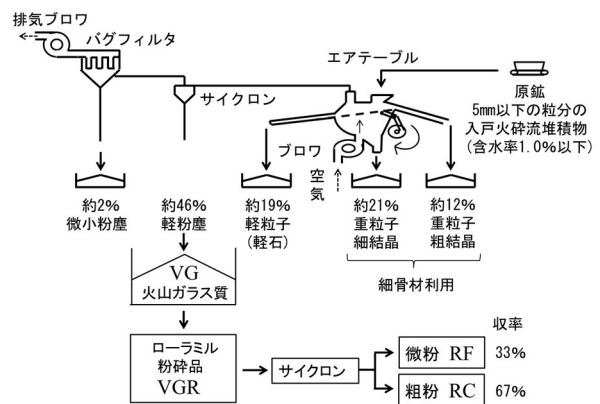 排気ブロワ
バグフィルタ
サイクロン
エアテーブル
原鉱
5mm以下の粒分の
入戸火砕流堆積物
(含水率1.0%以下)
ブロワ
空気
約2%
微小粉塵
約46%
軽粉塵
約19%
軽粒子
(軽石)
約21%
重粒子
細結晶
約12%
重粒子
粗結晶
細骨材利用
VG
火山ガラス質
ローラミル
粉砕品
VGR
サイクロン
収率
微粉 RF 33%
粗粉 RC 67%